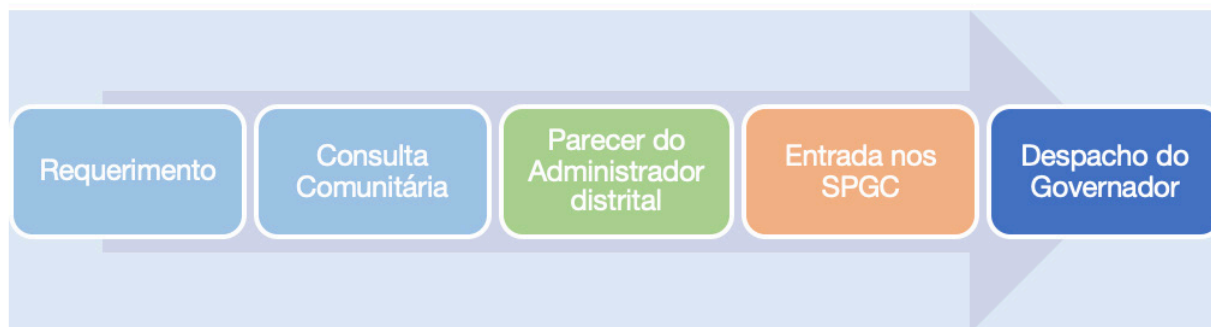 Requerimento
Consulta
Comunitária
Parecer do
Administrador
distrital
Entrada nos
SPGC
Despacho do
Governador